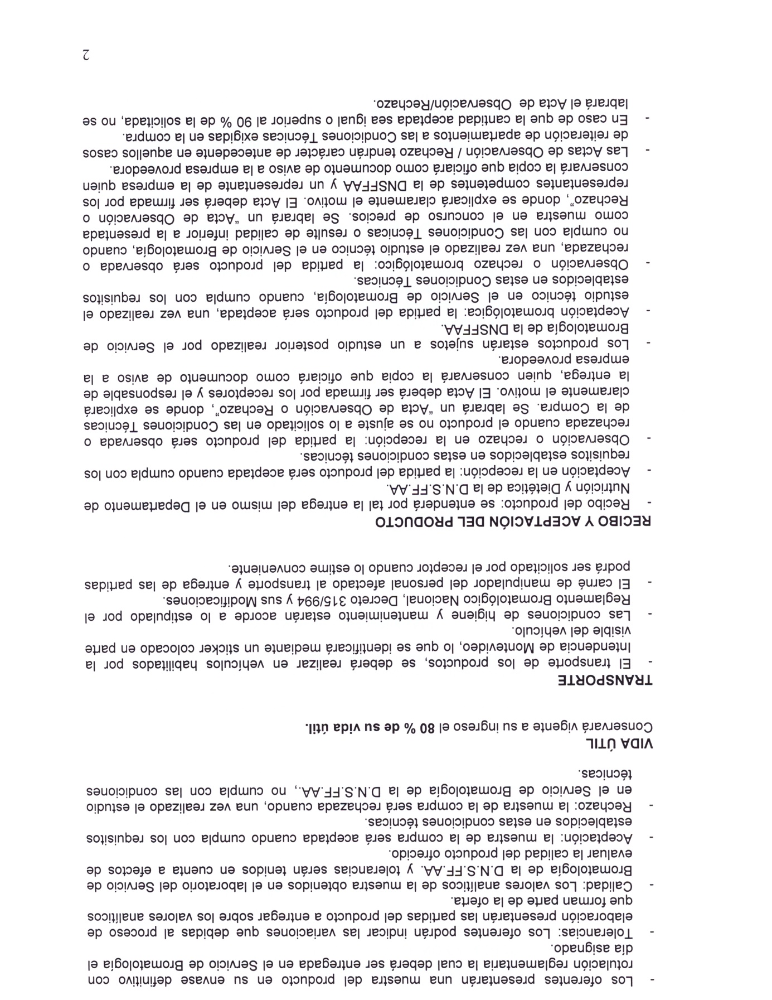 - Los oferentes presentarán una muestra del producto en su envase definitivo con
rotulación reglamentaria la cual deberá ser entregada en el Servicio de Bromatología el
día asignado.
- Tolerancias: Los oferentes podrán indicar las variaciones que debidas al proceso de
elaboración presentarán las partidas del producto a entregar sobre los valores analíticos
que forman parte de la oferta.
- Calidad: Los valores analíticos de la muestra obtenidos en el laboratorio del Servicio de
Bromatología de la D.N.S.FF.AA. y tolerancias serán tenidos en cuenta a efectos de
evaluar la calidad del producto ofrecido.
- Aceptación: la muestra de la compra será aceptada cuando cumpla con los requisitos
establecidos en estas condiciones técnicas.
- Rechazo: la muestra de la compra será rechazada cuando, una vez realizado el estudio
en el Servicio de Bromatología de la D.N.S.FF.AA., no cumpla con las condiciones
técnicas.
VIDA ÚTIL
Conservará vigente a su ingreso el 80 % de su vida útil.
TRANSPORTE
- El transporte de los productos, se deberá realizar en vehículos habilitados por la
Intendencia de Montevideo, lo que se identificará mediante un sticker colocado en parte
visible del vehículo.
- Las condiciones de higiene y mantenimiento estarán acorde a lo estipulado por el
Reglamento Bromatológico Nacional, Decreto 315/994 y sus Modificaciones.
- El carné de manipulador del personal afectado al transporte y entrega de las partidas
podrá ser solicitado por el receptor cuando lo estime conveniente.
RECIBO Y ACEPTACIÓN DEL PRODUCTO
- Recibo del producto: se entenderá por tal la entrega del mismo en el Departamento de
Nutrición y Dietética de la D.N.S.FF.AA.
- Aceptación en la recepción: la partida del producto será aceptada cuando cumpla con los
requisitos establecidos en estas condiciones técnicas.
- Observación o rechazo en la recepción: la partida del producto será observada o
rechazada cuando el producto no se ajuste a lo solicitado en las Condiciones Técnicas
de la Compra. Se labrará un “Acta de Observación o Rechazo”, donde se explicará
claramente el motivo. El Acta deberá ser firmada por los receptores y el responsable de
la entrega, quien conservará la copia que oficiará como documento de aviso a la
empresa proveedora.
- Los productos estarán sujetos a un estudio posterior realizado por el Servicio de
Bromatología de la DNSFFAA.
- Aceptación bromatológica: la partida del producto será aceptada, una vez realizado el
estudio técnico en el Servicio de Bromatología, cuando cumpla con los requisitos
establecidos en estas Condiciones Técnicas.
- Observación o rechazo bromatológico: la partida del producto será observada o
rechazada, una vez realizado el estudio técnico en el Servicio de Bromatología, cuando
no cumpla con las Condiciones Técnicas o resulte de calidad inferior a la presentada
como muestra en el concurso de precios. Se labrará un “Acta de Observación o
Rechazo”, donde se explicará claramente el motivo. El Acta deberá ser firmada por los
representantes competentes de la DNSFFAA y un representante de la empresa quien
conservará la copia que oficiará como documento de aviso a la empresa proveedora.
- Las Actas de Observación / Rechazo tendrán carácter de antecedente en aquellos casos
de reiteración de apartamientos a las Condiciones Técnicas exigidas en la compra.
- En caso de que la cantidad aceptada sea igual o superior al 90 % de la solicitada, no se
labrará el Acta de Observación/Rechazo.
2